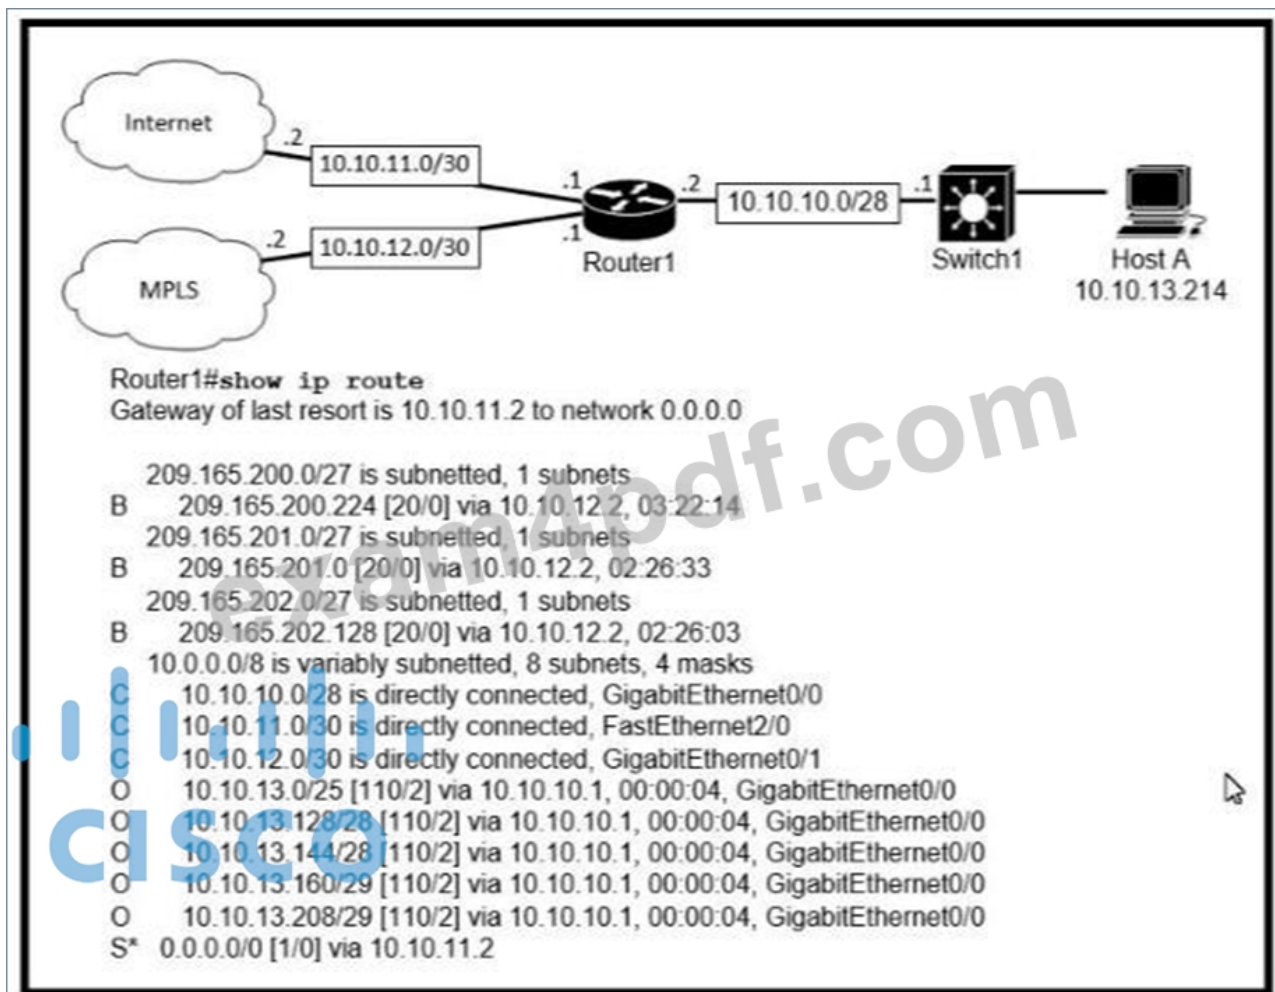 Internet
.2
10.10.11.0/30
.1
.2
10.10.10.0/28
.1
.2
10.10.12.0/30
.1
MPLS
Router1
Switch1
Host A
10.10.13.214
Router1#show ip route
Gateway of last resort is 10.10.11.2 to network 0.0.0.0
209.165.200.0/27 is subnetted, 1 subnets
B 209.165.200.224 [20/0] via 10.10.12.2, 03:22:14
209.165.201.0/27 is subnetted, 1 subnets
B 209.165.201.0 [20/0] via 10.10.12.2, 02:26:33
209.165.202.0/27 is subnetted, 1 subnets
B 209.165.202.128 [20/0] via 10.10.12.2, 02:26:03
10.0.0.0/8 is variably subnetted, 8 subnets, 4 masks
C 10.10.10.0/28 is directly connected, GigabitEthernet0/0
C 10.10.11.0/30 is directly connected, FastEthernet2/0
C 10.10.12.0/30 is directly connected, GigabitEthernet0/1
O 10.10.13.0/25 [110/2] via 10.10.10.1, 00:00:04, GigabitEthernet0/0
O 10.10.13.128/28 [110/2] via 10.10.10.1, 00:00:04, GigabitEthernet0/0
O 10.10.13.144/28 [110/2] via 10.10.10.1, 00:00:04, GigabitEthernet0/0
O 10.10.13.160/29 [110/2] via 10.10.10.1, 00:00:04, GigabitEthernet0/0
O 10.10.13.208/29 [110/2] via 10.10.10.1, 00:00:04, GigabitEthernet0/0
S* 0.0.0.0/0 [1/0] via 10.10.11.2
exam4pdf.com
CISCO